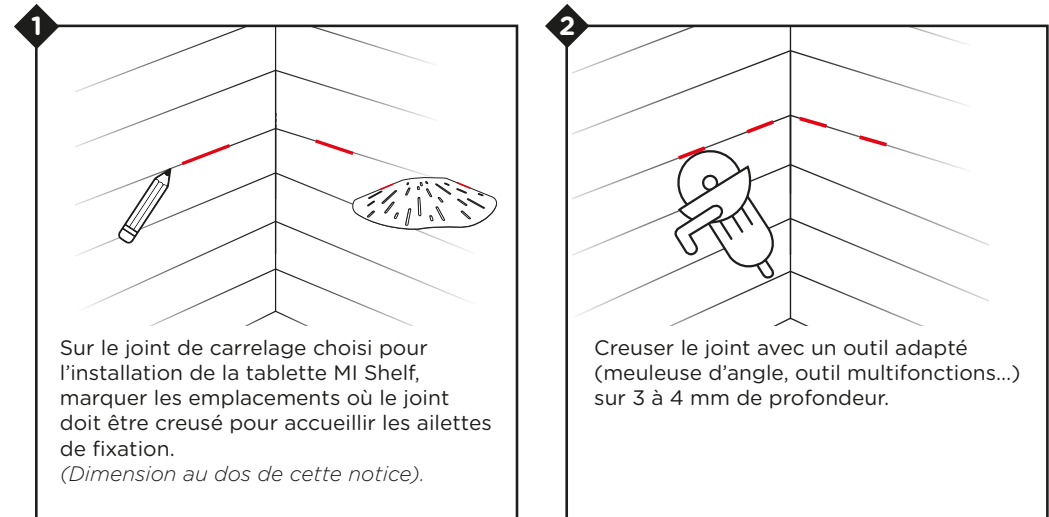 1
Sur le joint de carrelage choisi pour
l’installation de la tablette MI Shelf,
marquer les emplacements où le joint
doit être creusé pour accueillir les ailettes
de fixation.
(Dimension au dos de cette notice).
2
Creuser le joint avec un outil adapté
(meuleuse d’angle, outil multifonctions...)
sur 3 à 4 mm de profondeur.